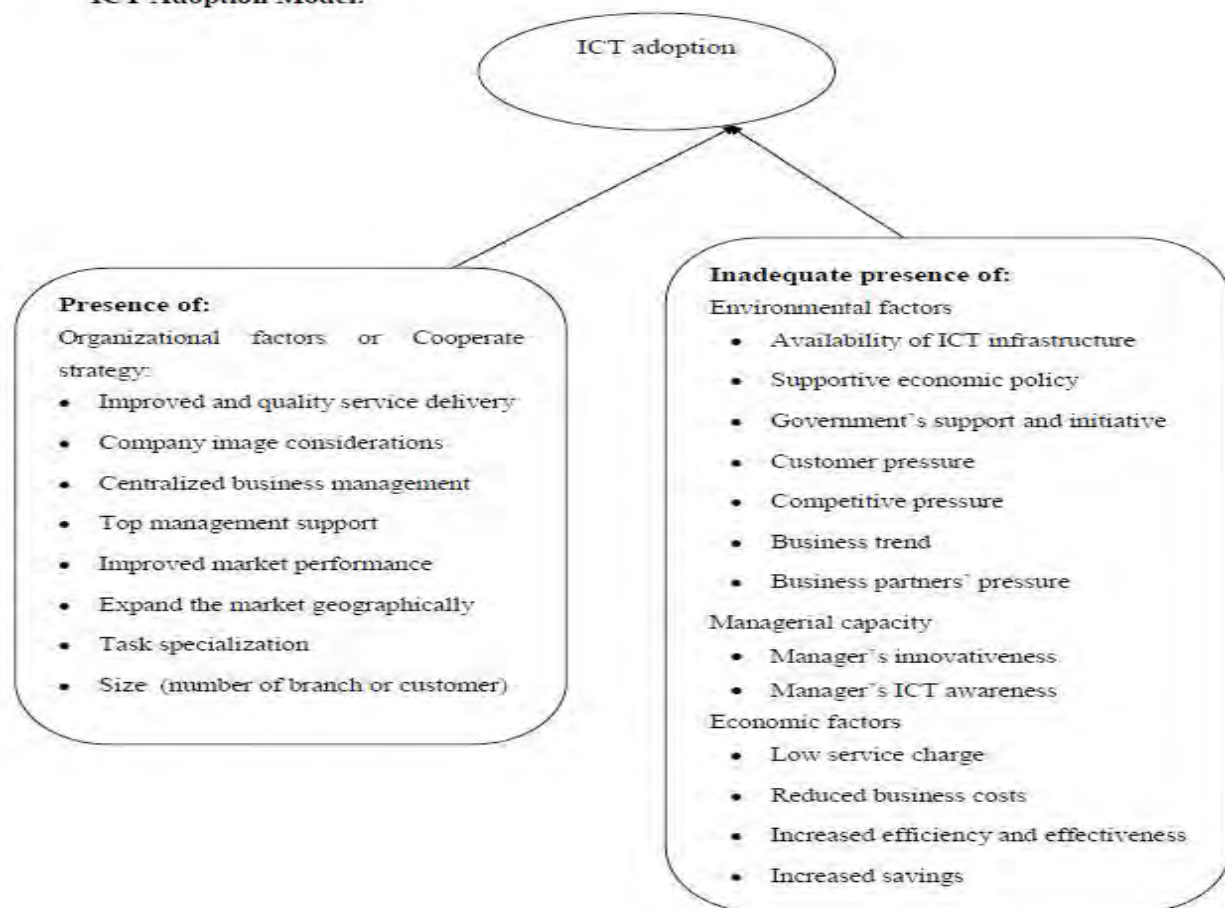 ICT Adoption Model:
ICT adoption
Presence of:
Organizational factors or Cooperate
strategy:
• Improved and quality service delivery
• Company image considerations
• Centralized business management
• Top management support
• Improved market performance
• Expand the market geographically
• Task specialization
• Size (number of branch or customer)
Inadequate presence of:
Environmental factors
• Availability of ICT infrastructure
• Supportive economic policy
• Government`s support and initiative
• Customer pressure
• Competitive pressure
• Business trend
• Business partners` pressure
Managerial capacity
• Manager`s innovativeness
• Manager`s ICT awareness
Economic factors
• Low service charge
• Reduced business costs
• Increased efficiency and effectiveness
• Increased savings